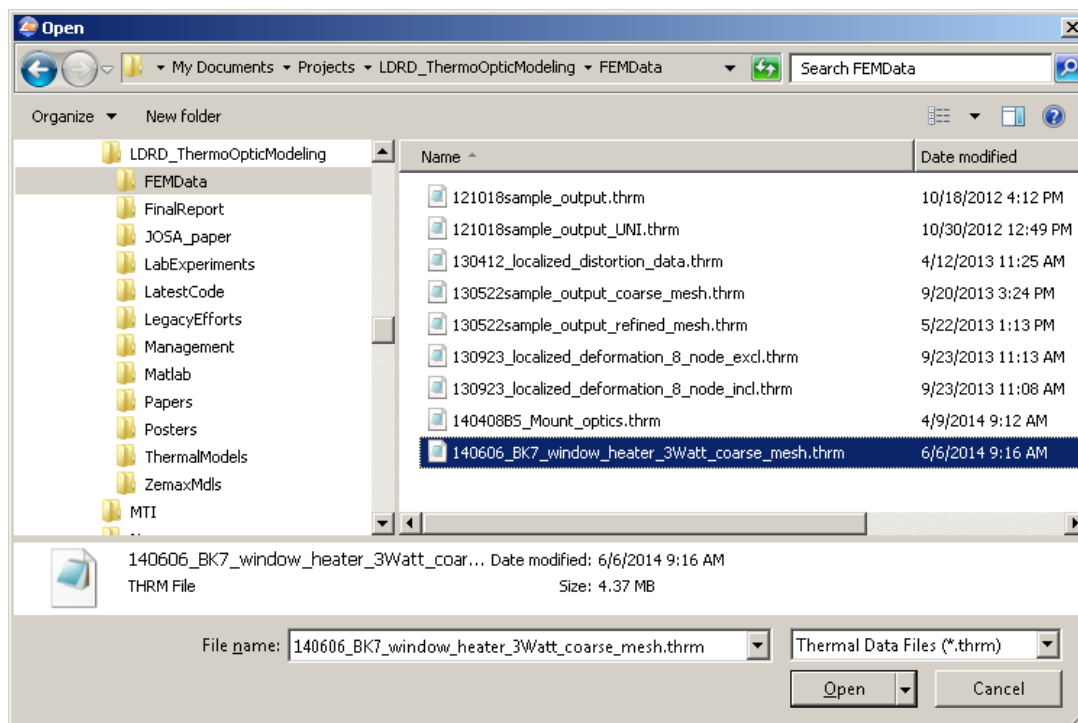 Open
My Documents Projects LDRD_ThermoOpticModeling FEMData Search FEMData
Organize New folder
LDRD_ThermoOpticModeling
FEMData
FinalReport
JOSA_paper
LabExperiments
LatestCode
LegacyEfforts
Management
Matlab
Papers
Posters
ThermalModels
ZemaxMdls
MTI
Name Date modified
121018sample_output.thrm 10/18/2012 4:12 PM
121018sample_output_UNI.thrm 10/30/2012 12:49 PM
130412_localized_distortion_data.thrm 4/12/2013 11:25 AM
130522sample_output_coarse_mesh.thrm 9/20/2013 3:24 PM
130522sample_output_refined_mesh.thrm 5/22/2013 1:13 PM
130923_localized_deformation_8_node_excl.thrm 9/23/2013 11:13 AM
130923_localized_deformation_8_node_incl.thrm 9/23/2013 11:08 AM
140408BS_Mount_optics.thrm 4/9/2014 9:12 AM
140606_BK7_window_heater_3Watt_coarse_mesh.thrm 6/6/2014 9:16 AM
140606_BK7_window_heater_3Watt_coar... Date modified: 6/6/2014 9:16 AM
THRM File Size: 4.37 MB
File name: 140606_BK7_window_heater_3Watt_coarse_mesh.thrm Thermal Data Files (*.thrm)
Open Cancel